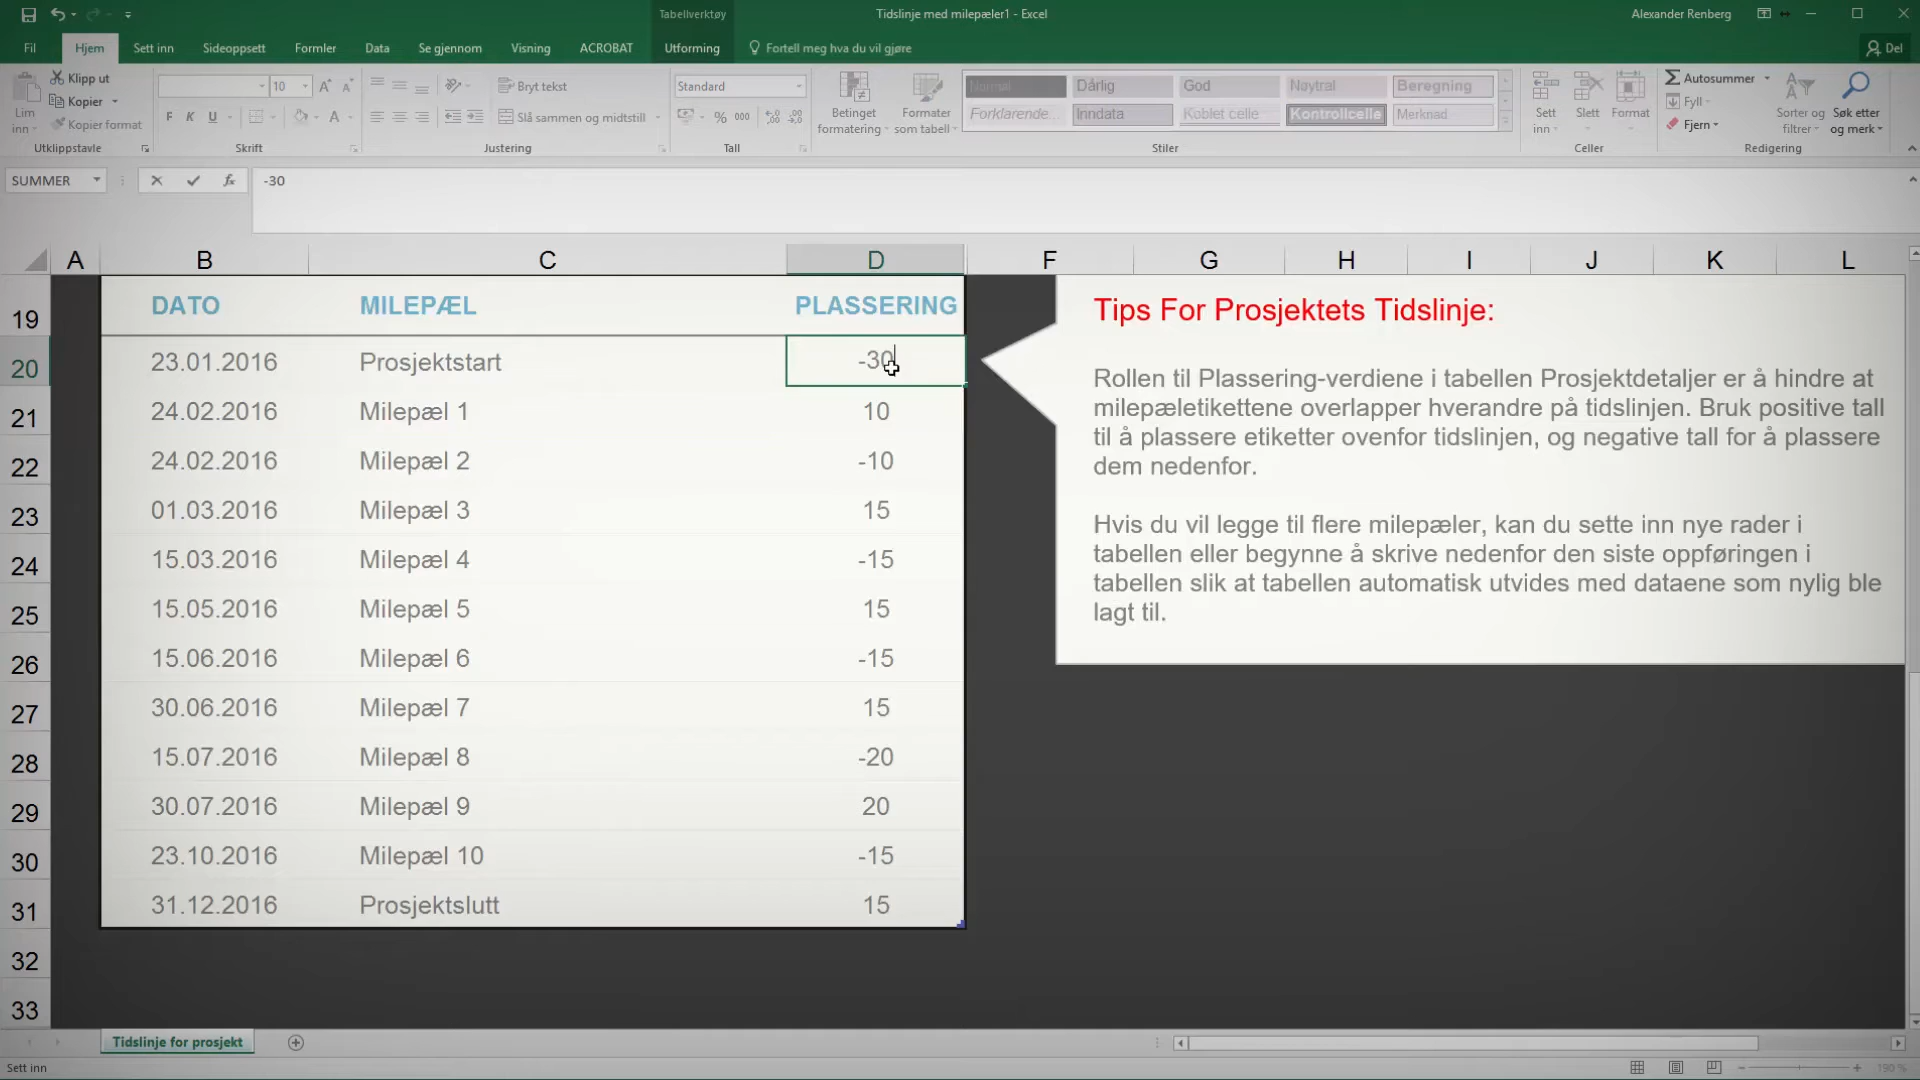 Tabellverktøy
Tidslinje med milepæler1 - Excel
Alexander Renberg
Fil
Hjem
Sett inn
Sideoppsett
Formler
Data
Se gjennom
Visning
ACROBAT
Utforming
Fortell meg hva du vil gjøre
Del
Lim
inn
Klipp ut
Kopier
Kopier format
Utklippstavle
10
F K U
Skrift
Bryt tekst
Slå sammen og midtstill
Justering
Standard
% 000
Tall
Betinget
formatering
Formater
som tabell
Normal
Dårlig
God
Nøytral
Beregning
Forklarende...
Inndata
Koblet celle
Kontrollcelle
Merknad
Stiler
Sett
inn
Slett
Format
Celler
Autosummer
Fyll
Fjern
Sorter og
filtrer
Søk etter
og merk
Redigering
SUMMER
fx
-30
A B C D F G H I J K L
19 DATO MILEPÆL PLASSERING
20 23.01.2016 Prosjektstart -30
21 24.02.2016 Milepæl 1 10
22 24.02.2016 Milepæl 2 -10
23 01.03.2016 Milepæl 3 15
24 15.03.2016 Milepæl 4 -15
25 15.05.2016 Milepæl 5 15
26 15.06.2016 Milepæl 6 -15
27 30.06.2016 Milepæl 7 15
28 15.07.2016 Milepæl 8 -20
29 30.07.2016 Milepæl 9 20
30 23.10.2016 Milepæl 10 -15
31 31.12.2016 Prosjektslutt 15
32
33
Tips For Prosjektets Tidslinje:
Rollen til Plassering-verdiene i tabellen Prosjektdetaljer er å hindre at
milepæletikettene overlapper hverandre på tidslinjen. Bruk positive tall
til å plassere etiketter ovenfor tidslinjen, og negative tall for å plassere
dem nedenfor.
Hvis du vil legge til flere milepæler, kan du sette inn nye rader i
tabellen eller begynne å skrive nedenfor den siste oppføringen i
tabellen slik at tabellen automatisk utvides med dataene som nylig ble
lagt til.
Tidslinje for prosjekt
Sett inn
190 %